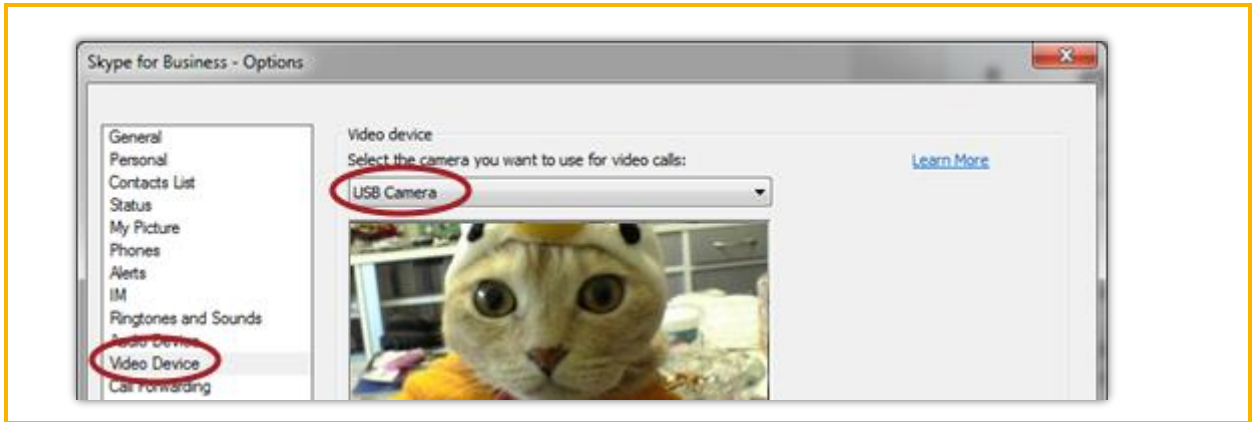 Skype for Business - Options
General
Personal
Contacts List
Status
My Picture
Phones
Alerts
IM
Ringtones and Sounds
Audio Device
Video Device
Call Forwarding
Video device
Select the camera you want to use for video calls:
Learn More
USB Camera